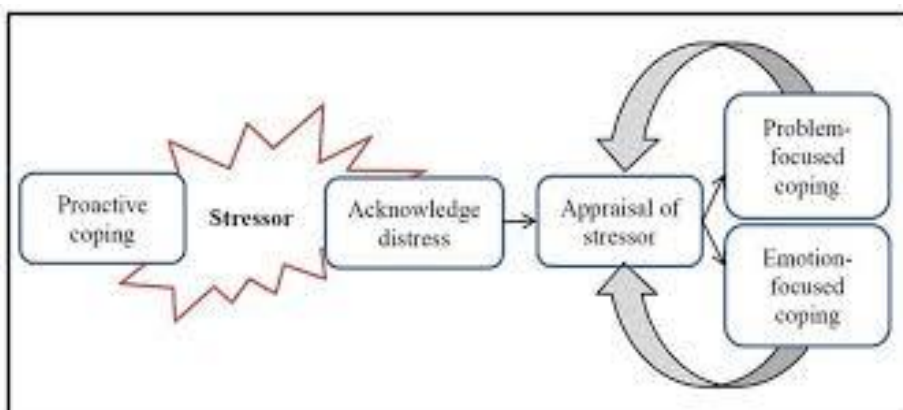 Proactive
coping
Stressor
Acknowledge
distress
Appraisal of
stressor
Problem-
focused
coping
Emotion-
focused
coping